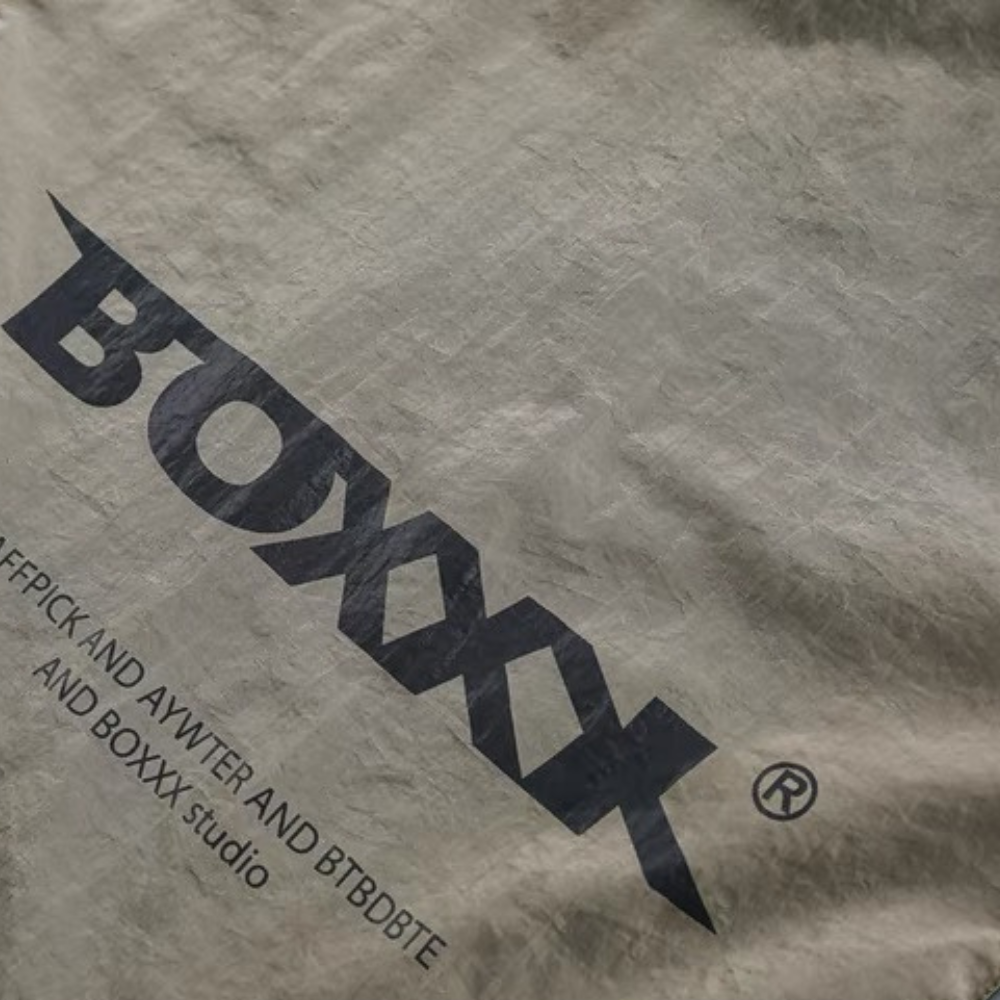 BOXXX®
AFFPICK AND AYWTER AND BTBDBTE
AND BOXXX studio